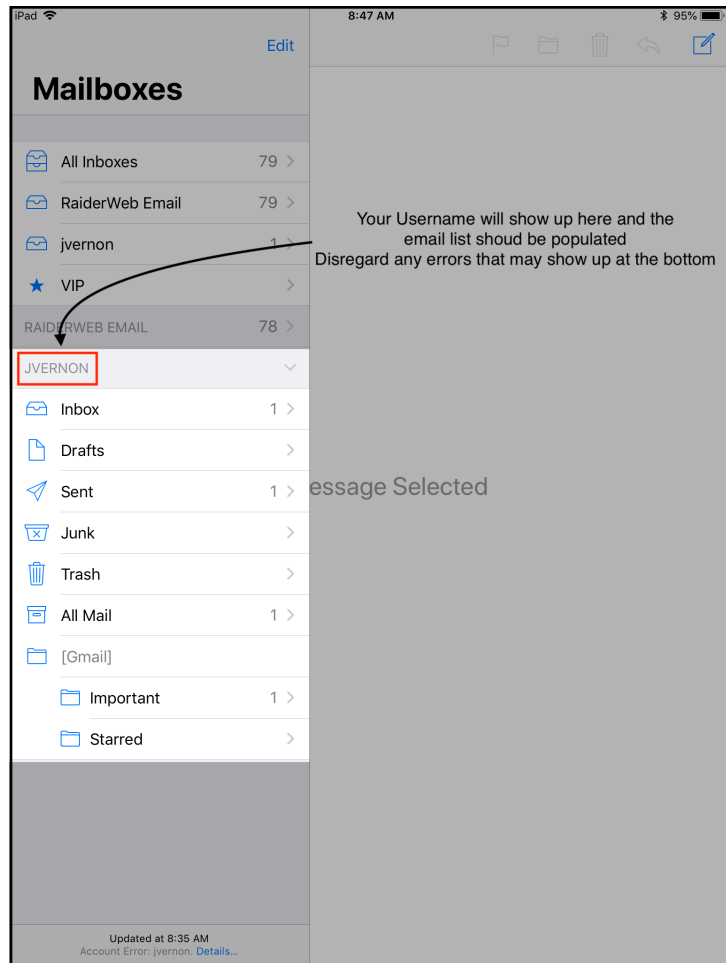 iPad 8:47 AM 95%
Edit
Mailboxes
All Inboxes 79
RaiderWeb Email 79
jvernon 1
Your Username will show up here and the
email list shoud be populated
Disregard any errors that may show up at the bottom
VIP
RAIDERWEB EMAIL 78
JVERNON
Inbox 1
Drafts
Sent 1
essage Selected
Junk
Trash
All Mail 1
[Gmail]
Important 1
Starred
Updated at 8:35 AM
Account Error: jvernon. Details...